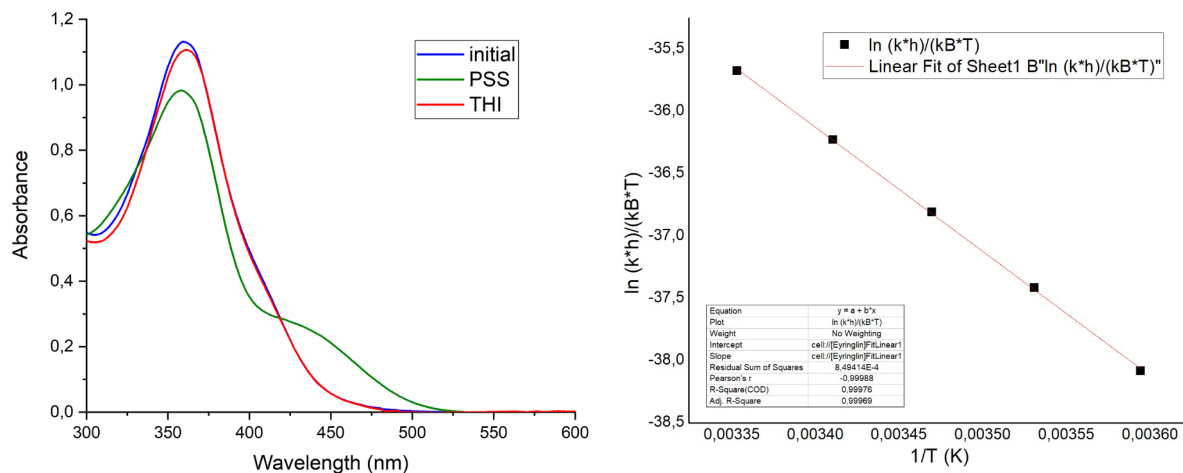 1,2
1,0
0,8
0,6
0,4
0,2
0,0
Absorbance
300
350
400
450
500
550
600
Wavelength (nm)
initial
PSS
THI
-35,5
-36,0
-36,5
-37,0
-37,5
-38,0
-38,5
ln (k*h)/(kB*T)
ln (k*h)/(kB*T)
Linear Fit of Sheet1 B"ln (k*h)/(kB*T)"
Equation y = a + b*x
Plot ln (k*h)/(kB*T)
Weight No Weighting
Intercept cell://[Eyringlin]FitLinear1
Slope cell://[Eyringlin]FitLinear1
Residual Sum of Squares 8,49414E-4
Pearson's r -0,99988
R-Square(COD) 0,99976
Adj. R-Square 0,99969
0,00335
0,00340
0,00345
0,00350
0,00355
0,00360
1/T (K)